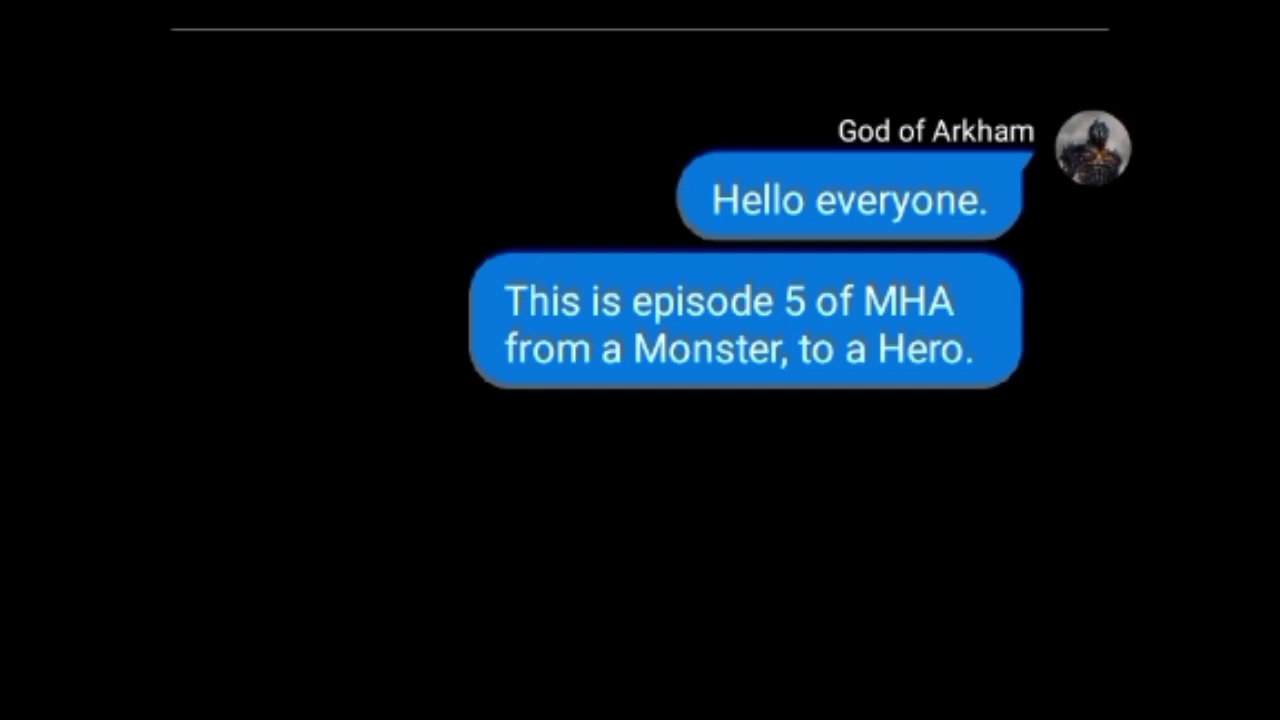 God of Arkham
Hello everyone.
This is episode 5 of MHA
from a Monster, to a Hero.